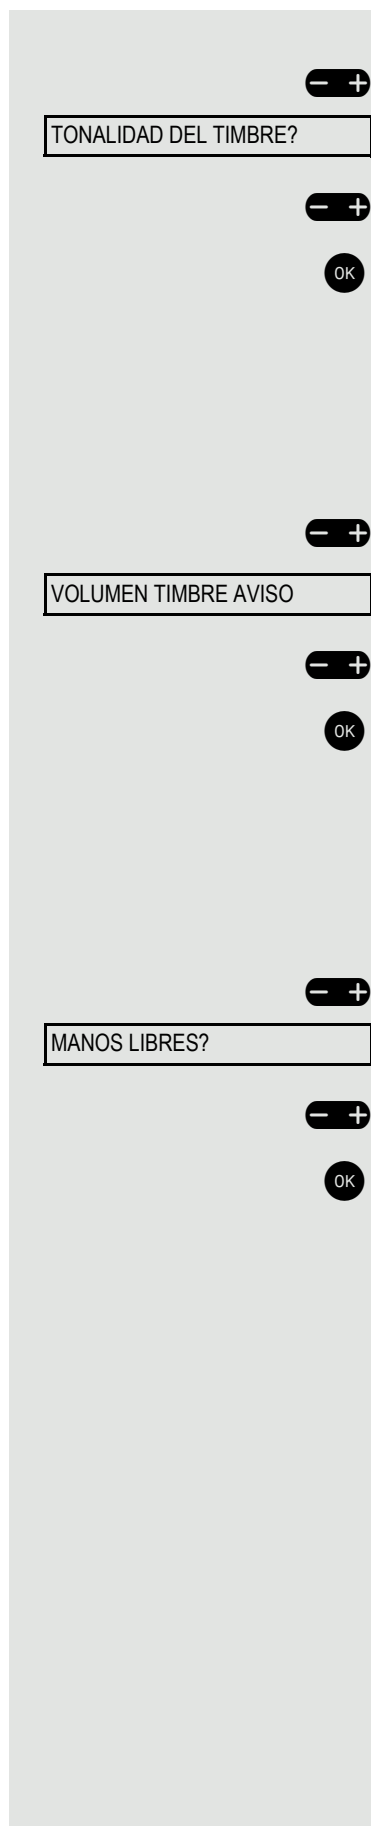 - +
TONALIDAD DEL TIMBRE?
- +
OK
- +
VOLUMEN TIMBRE AVISO
- +
OK
- +
MANOS LIBRES?
- +
OK